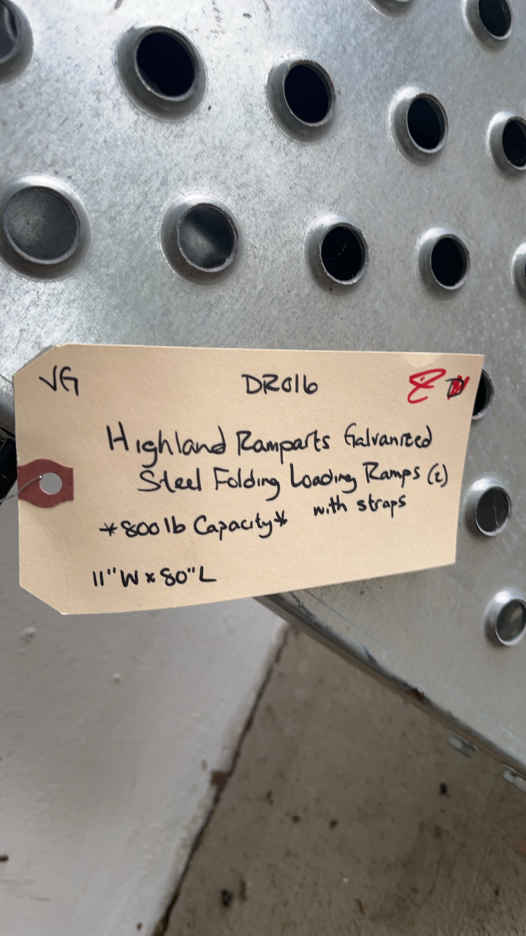 VG DR016
Highland Ramparts Galvanized
Steel Folding Loading Ramps (2)
with straps
*800 lb Capacity*
11"W x 80"L